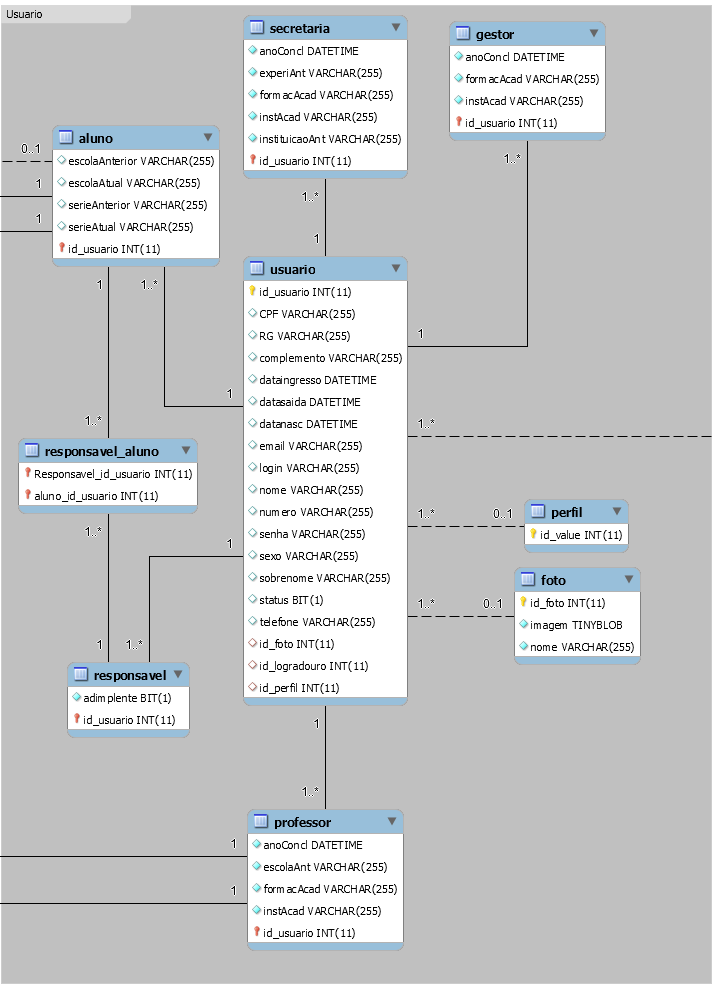 Usuario
secretaria
anoConcl DATETIME
experiAnt VARCHAR(255)
formacAcad VARCHAR(255)
instAcad VARCHAR(255)
instituicaoAnt VARCHAR(255)
id_usuario INT(11)
gestor
anoConcl DATETIME
formacAcad VARCHAR(255)
instAcad VARCHAR(255)
id_usuario INT(11)
1..*
1..*
1
1
aluno
escolaAnterior VARCHAR(255)
escolaAtual VARCHAR(255)
serieAnterior VARCHAR(255)
serieAtual VARCHAR(255)
id_usuario INT(11)
0..1
1
1
1
1..*
1
usuario
id_usuario INT(11)
CPF VARCHAR(255)
RG VARCHAR(255)
complemento VARCHAR(255)
dataingresso DATETIME
datasaida DATETIME
datanasc DATETIME
email VARCHAR(255)
login VARCHAR(255)
nome VARCHAR(255)
numero VARCHAR(255)
senha VARCHAR(255)
sexo VARCHAR(255)
sobrenome VARCHAR(255)
status BIT(1)
telefone VARCHAR(255)
id_foto INT(11)
id_logradouro INT(11)
id_perfil INT(11)
1..*
1..*
0..1
perfil
id_value INT(11)
1..*
0..1
foto
id_foto INT(11)
imagem TINYBLOB
nome VARCHAR(255)
1..*
responsavel_aluno
Responsavel_id_usuario INT(11)
aluno_id_usuario INT(11)
1..*
1
1
1..*
responsavel
adimplente BIT(1)
id_usuario INT(11)
1
1..*
professor
anoConcl DATETIME
escolaAnt VARCHAR(255)
formacAcad VARCHAR(255)
instAcad VARCHAR(255)
id_usuario INT(11)
1
1